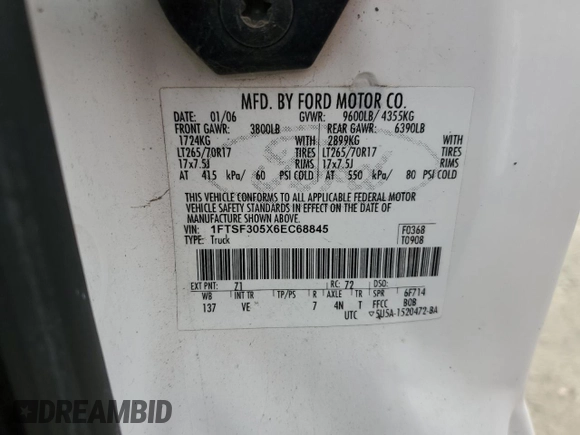 MFD. BY FORD MOTOR CO.
DATE: 01/06 GVWR: 9600LB/ 4355KG
FRONT GAWR: 3800LB REAR GAWR: 6390LB
1724KG WITH 2899KG WITH
LT265/70R17 TIRES LT265/70R17 TIRES
17x7.5J RIMS 17x7.5J RIMS
AT 415 kPa/ 60 PSI COLD AT 550 kPa/ 80 PSI COLD
THIS VEHICLE CONFORMS TO ALL APPLICABLE FEDERAL MOTOR
VEHICLE SAFETY STANDARDS IN EFFECT ON THE DATE OF
MANUFACTURE SHOWN ABOVE.
VIN: 1FTSF305X6EC68845 F0368
TYPE: Truck T0908
EXT PNT: 71 RC: 72 DSO:
WB INT TR TP/PS R AXLE TR SPR 6F714
137 VE 7 4N T FFCC B0B
UTC ▽5U5A-1520472-BA
DREAMBID